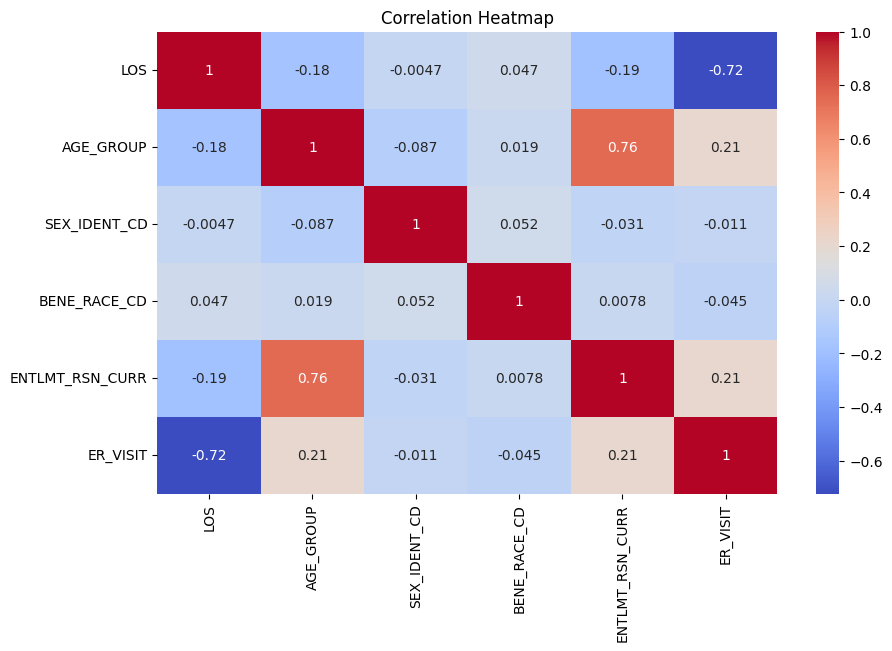 Correlation Heatmap
LOS 1 -0.18 -0.0047 0.047 -0.19 -0.72
AGE_GROUP -0.18 1 -0.087 0.019 0.76 0.21
SEX_IDENT_CD -0.0047 -0.087 1 0.052 -0.031 -0.011
BENE_RACE_CD 0.047 0.019 0.052 1 0.0078 -0.045
ENTLMT_RSN_CURR -0.19 0.76 -0.031 0.0078 1 0.21
ER_VISIT -0.72 0.21 -0.011 -0.045 0.21 1
LOS
AGE_GROUP
SEX_IDENT_CD
BENE_RACE_CD
ENTLMT_RSN_CURR
ER_VISIT
1.0
0.8
0.6
0.4
0.2
0.0
−0.2
−0.4
−0.6